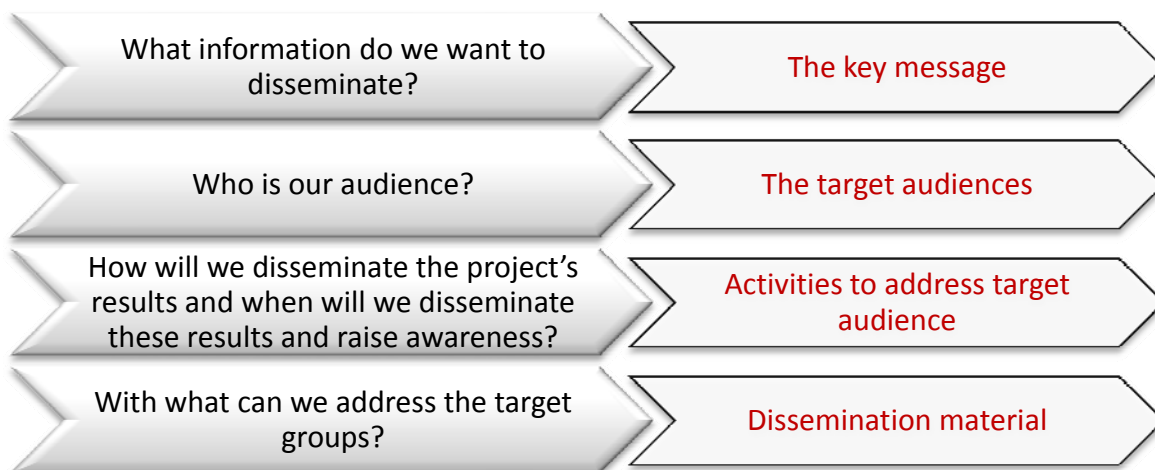 What information do we want to
disseminate?
The key message
Who is our audience?
The target audiences
How will we disseminate the project’s
results and when will we disseminate
these results and raise awareness?
Activities to address target
audience
With what can we address the target
groups?
Dissemination material